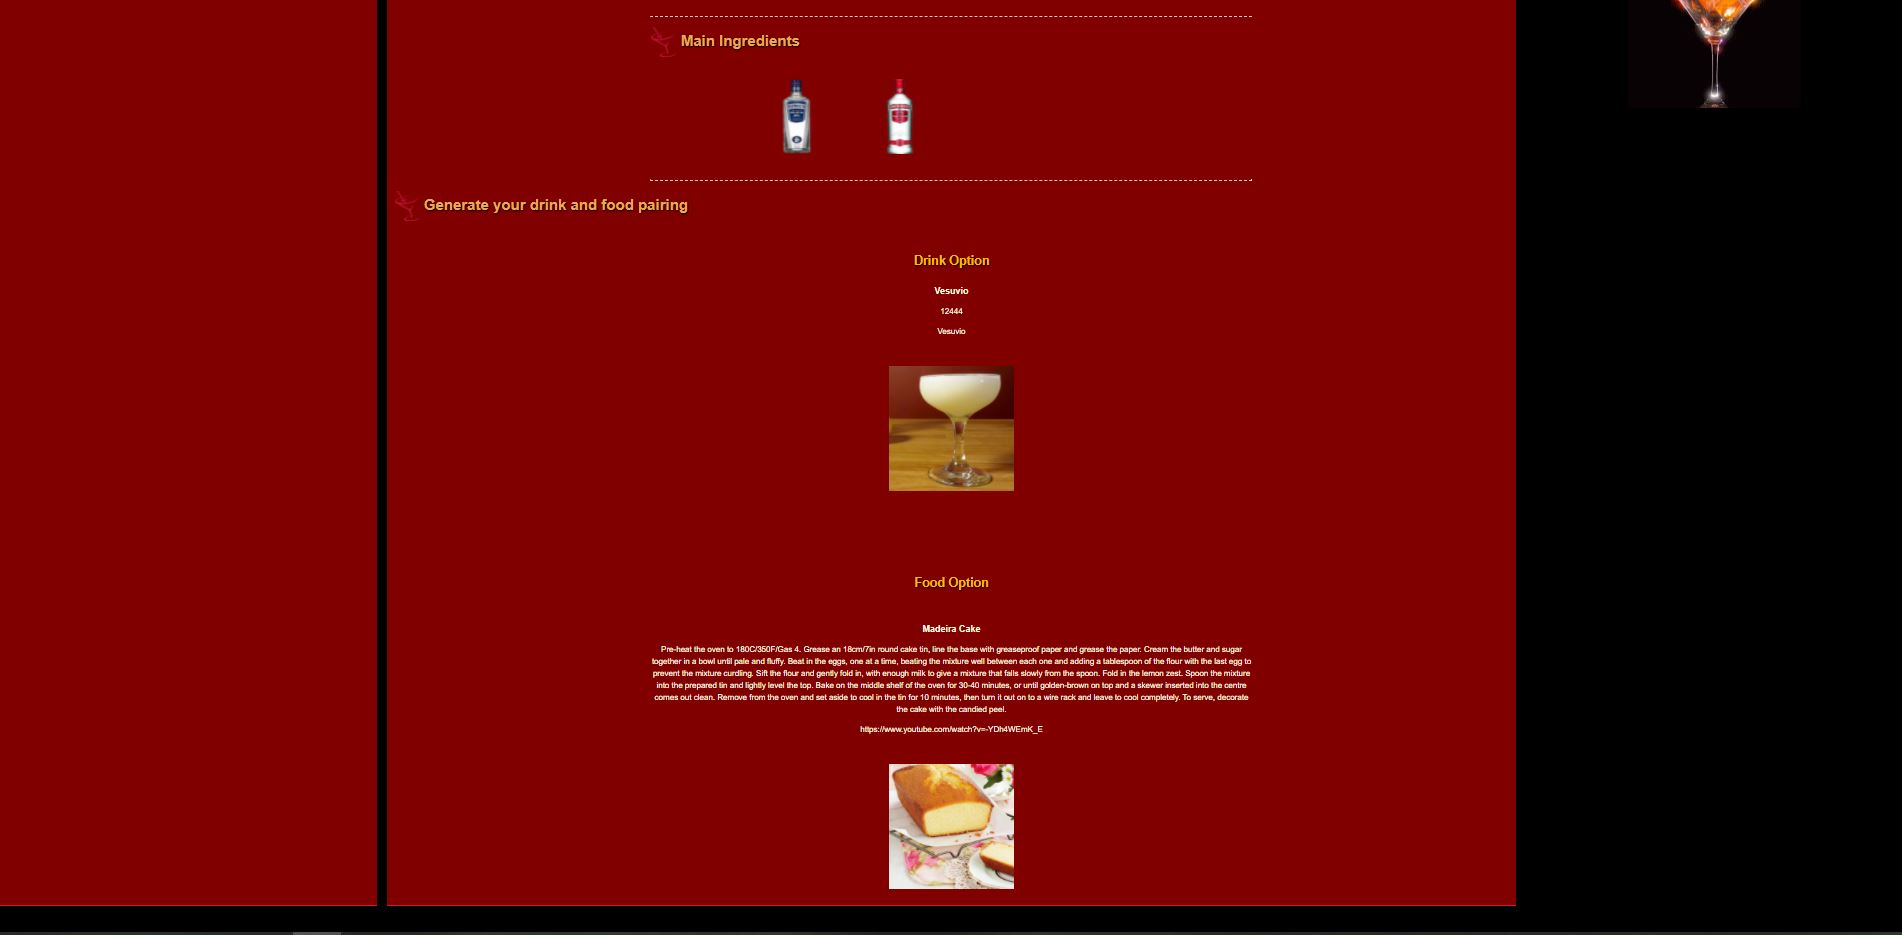 Main Ingredients
Generate your drink and food pairing
Drink Option
Vesuvio
12444
Vesuvio
Food Option
Madeira Cake
Pre-heat the oven to 180C/350F/Gas 4. Grease an 18cm/7in round cake tin, line the base with greaseproof paper and grease the paper. Cream the butter and sugar
together in a bowl until pale and fluffy. Beat in the eggs, one at a time, beating the mixture well between each one and adding a tablespoon of the flour with the last egg to
prevent the mixture curdling. Sift the flour and gently fold in, with enough milk to give a mixture that falls slowly from the spoon. Fold in the lemon zest. Spoon the mixture
into the prepared tin and lightly level the top. Bake on the middle shelf of the oven for 30-40 minutes, or until golden-brown on top and a skewer inserted into the centre
comes out clean. Remove from the oven and set aside to cool in the tin for 10 minutes, then turn it out on to a wire rack and leave to cool completely. To serve, decorate
the cake with the candied peel.
https://www.youtube.com/watch?v=-YDh4WEmK_E